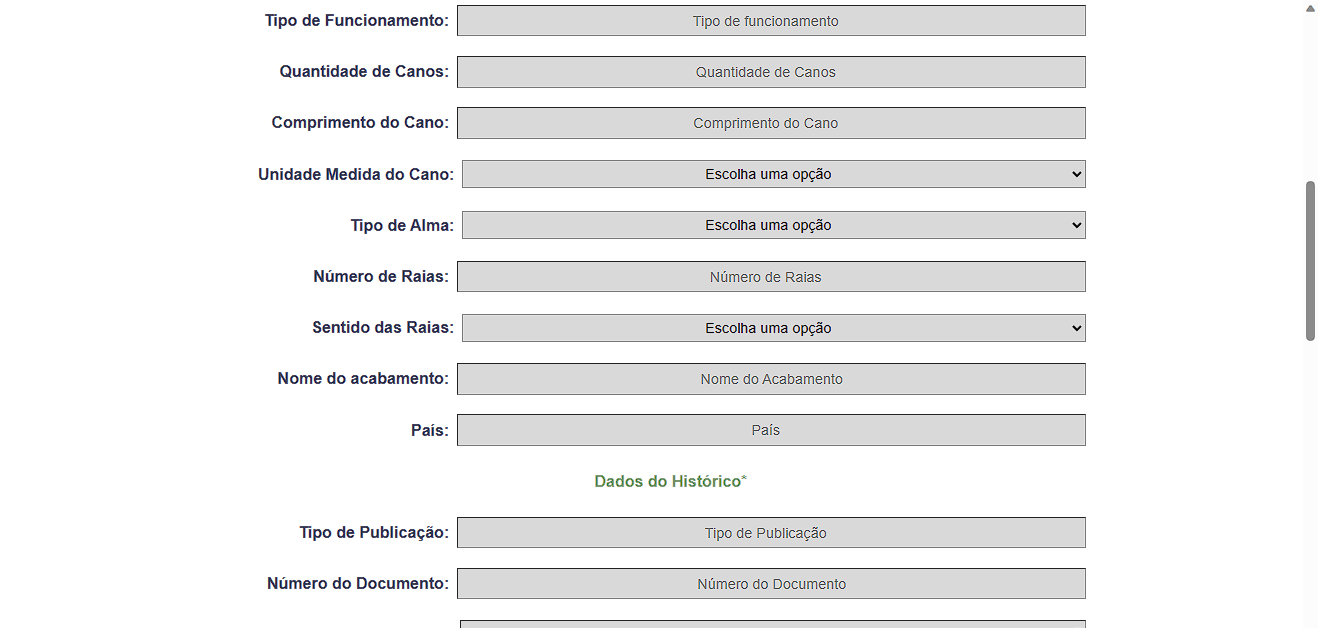 Tipo de Funcionamento: Tipo de funcionamento
Quantidade de Canos: Quantidade de Canos
Comprimento do Cano: Comprimento do Cano
Unidade Medida do Cano: Escolha uma opção
Tipo de Alma: Escolha uma opção
Número de Raias: Número de Raias
Sentido das Raias: Escolha uma opção
Nome do acabamento: Nome do Acabamento
País: País
Dados do Histórico*
Tipo de Publicação: Tipo de Publicação
Número do Documento: Número do Documento